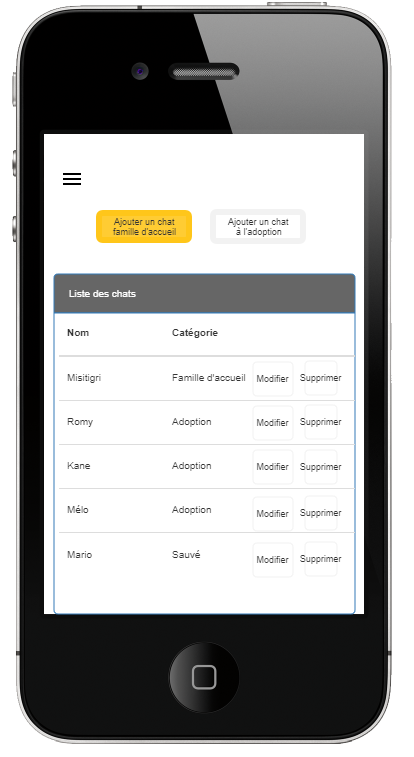 Ajouter un chat
famille d'accueil
Ajouter un chat
à l'adoption
Liste des chats
Nom Catégorie
Misitigri Famille d'accueil Modifier Supprimer
Romy Adoption Modifier Supprimer
Kane Adoption Modifier Supprimer
Mélo Adoption Modifier Supprimer
Mario Sauvé Modifier Supprimer